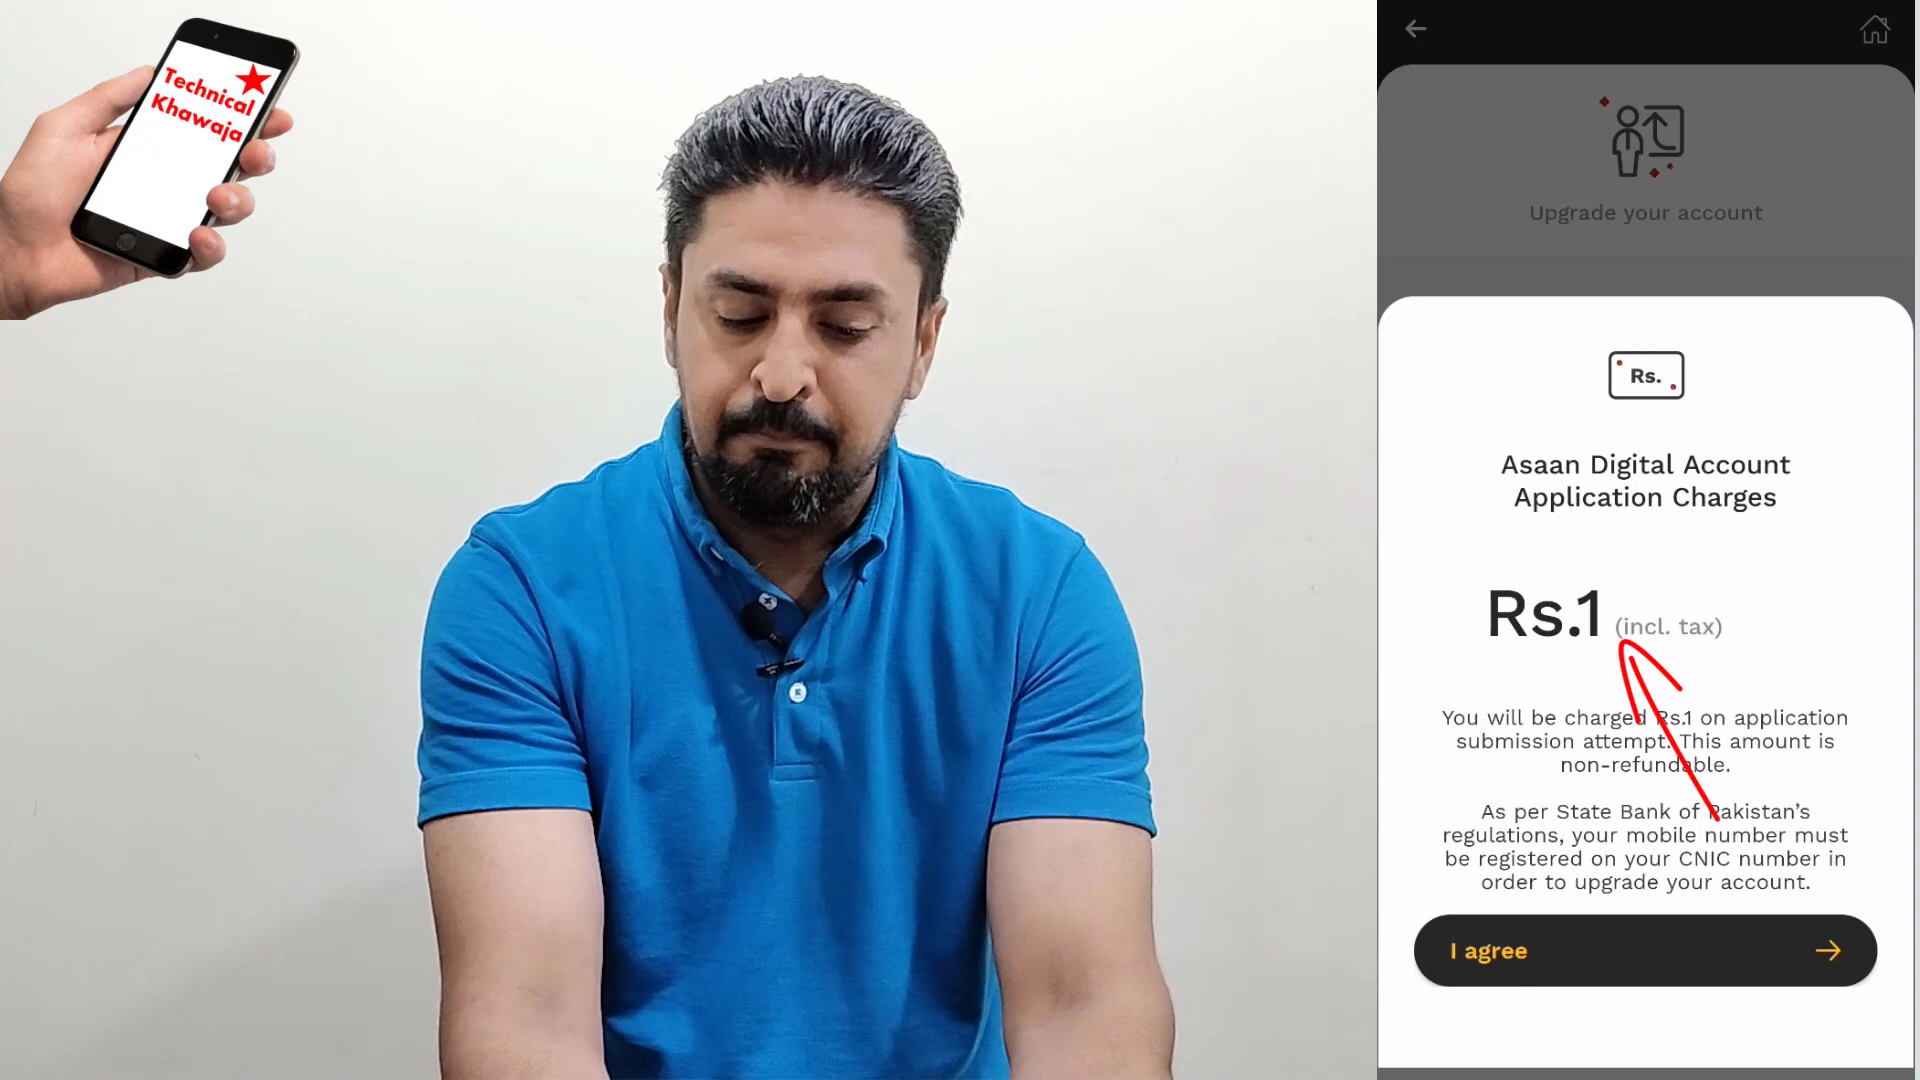 Technical
Khawaja
Upgrade your account
Rs.
Asaan Digital Account
Application Charges
Rs.1 (incl. tax)
You will be charged Rs.1 on application
submission attempt. This amount is
non-refundable.
As per State Bank of Pakistan’s
regulations, your mobile number must
be registered on your CNIC number in
order to upgrade your account.
I agree